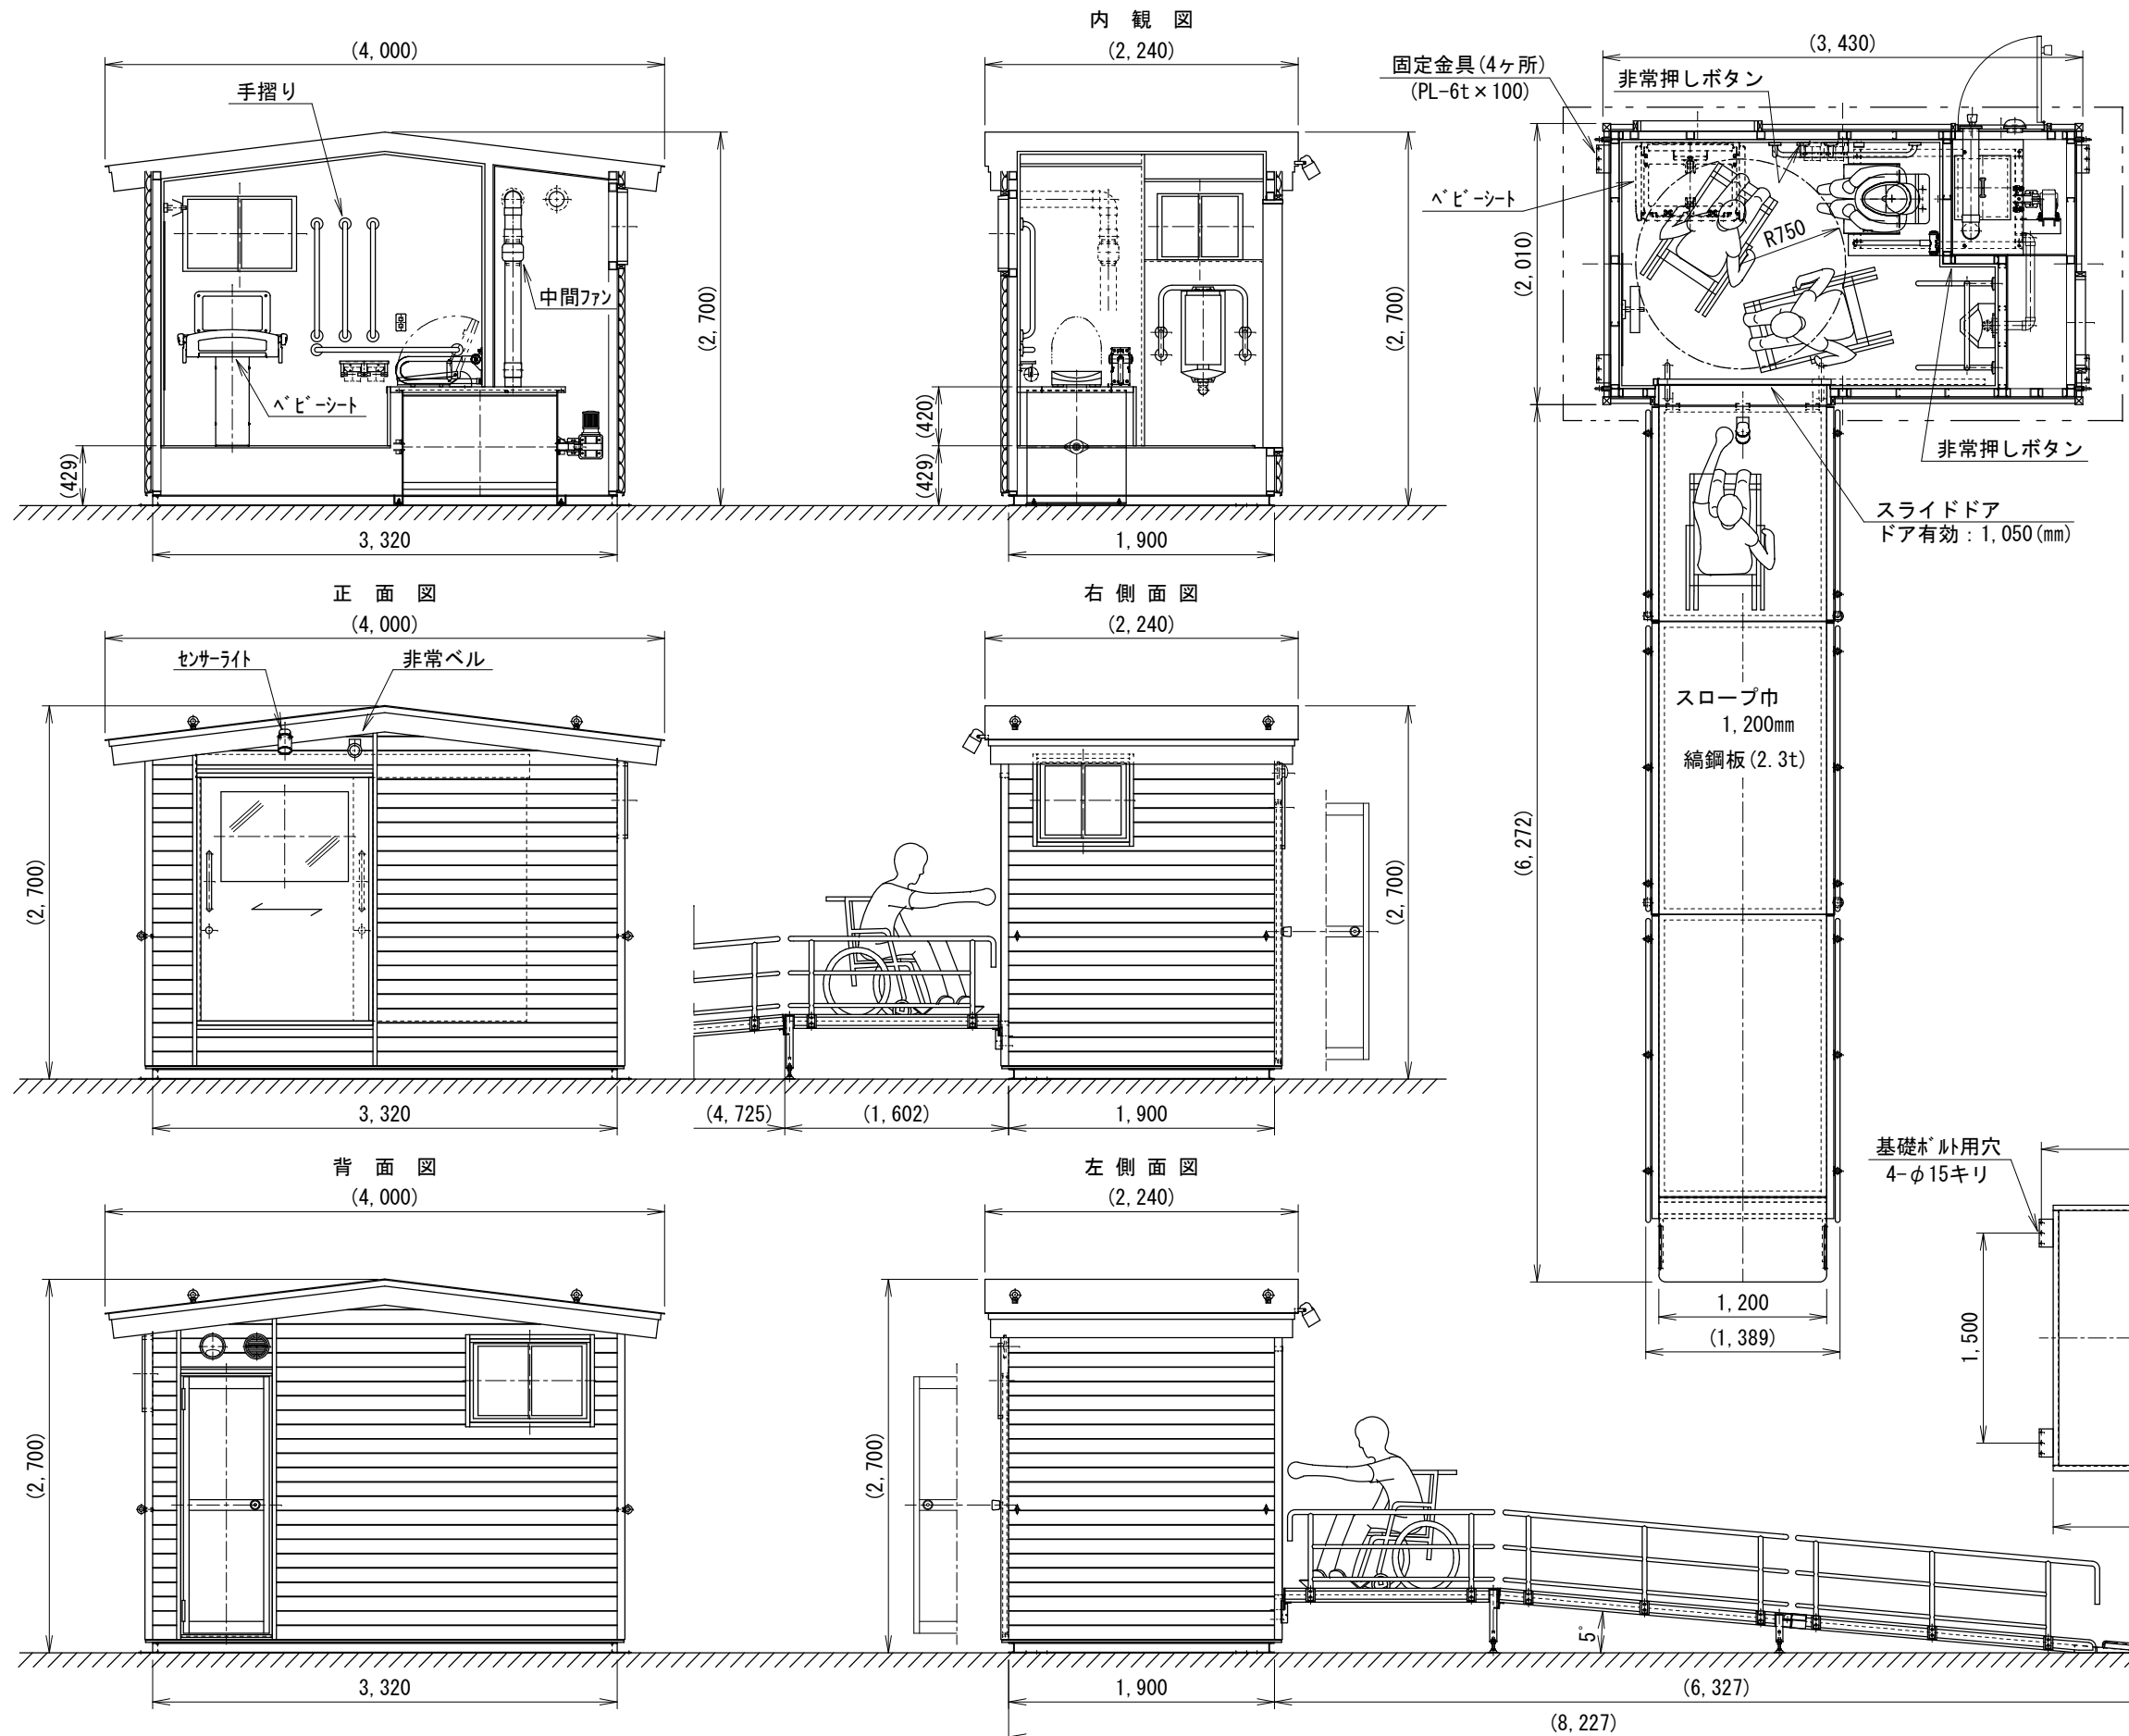 内 観 図
(4,000)
(2,240)
(3,430)
手摺り
固定金具(4ヶ所)
(PL-6t×100)
非常押しボタン
ベビーシート
R750
(2,010)
中間ファン
ベビーシート
(2,700)
(2,700)
(420)
(429)
(429)
非常押しボタン
スライドドア
ドア有効：1,050(mm)
3,320
1,900
正 面 図
右 側 面 図
(4,000)
(2,240)
センサーライト
非常ベル
スロープ巾
1,200mm
縞鋼板(2.3t)
(2,700)
(2,700)
(6,272)
3,320
(4,725)
(1,602)
1,900
基礎ボルト用穴
4-φ15キリ
背 面 図
左 側 面 図
(4,000)
(2,240)
1,200
(1,389)
1,500
(2,700)
(2,700)
5°
3,320
1,900
(6,327)
(8,227)